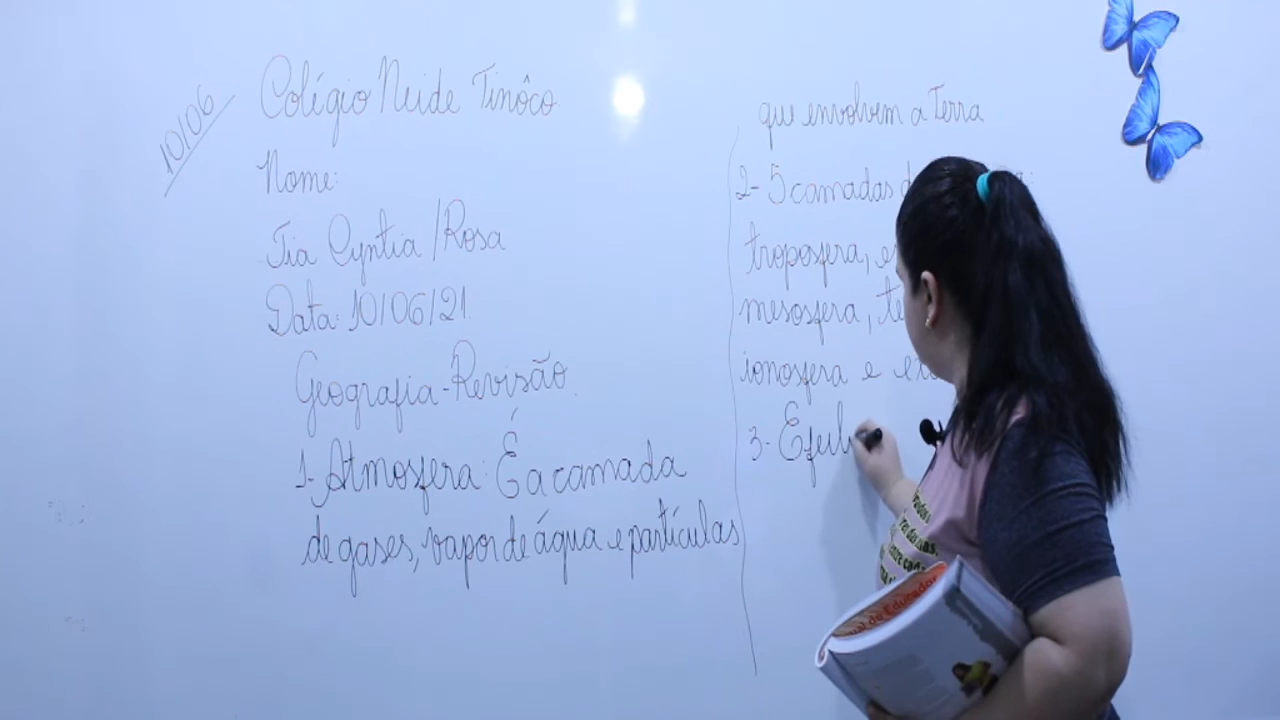 10/06
Colégio Neide Tinôco
Nome:
Tia Cyntia / Rosa
Data: 10/06/21.
Geografia - Revisão.
1- Atmosfera: É a camada
de gases, vapor de água e partículas
que envolvem a Terra
2- 5 camadas
troposfera,
mesosfera,
ionosfera e
3-